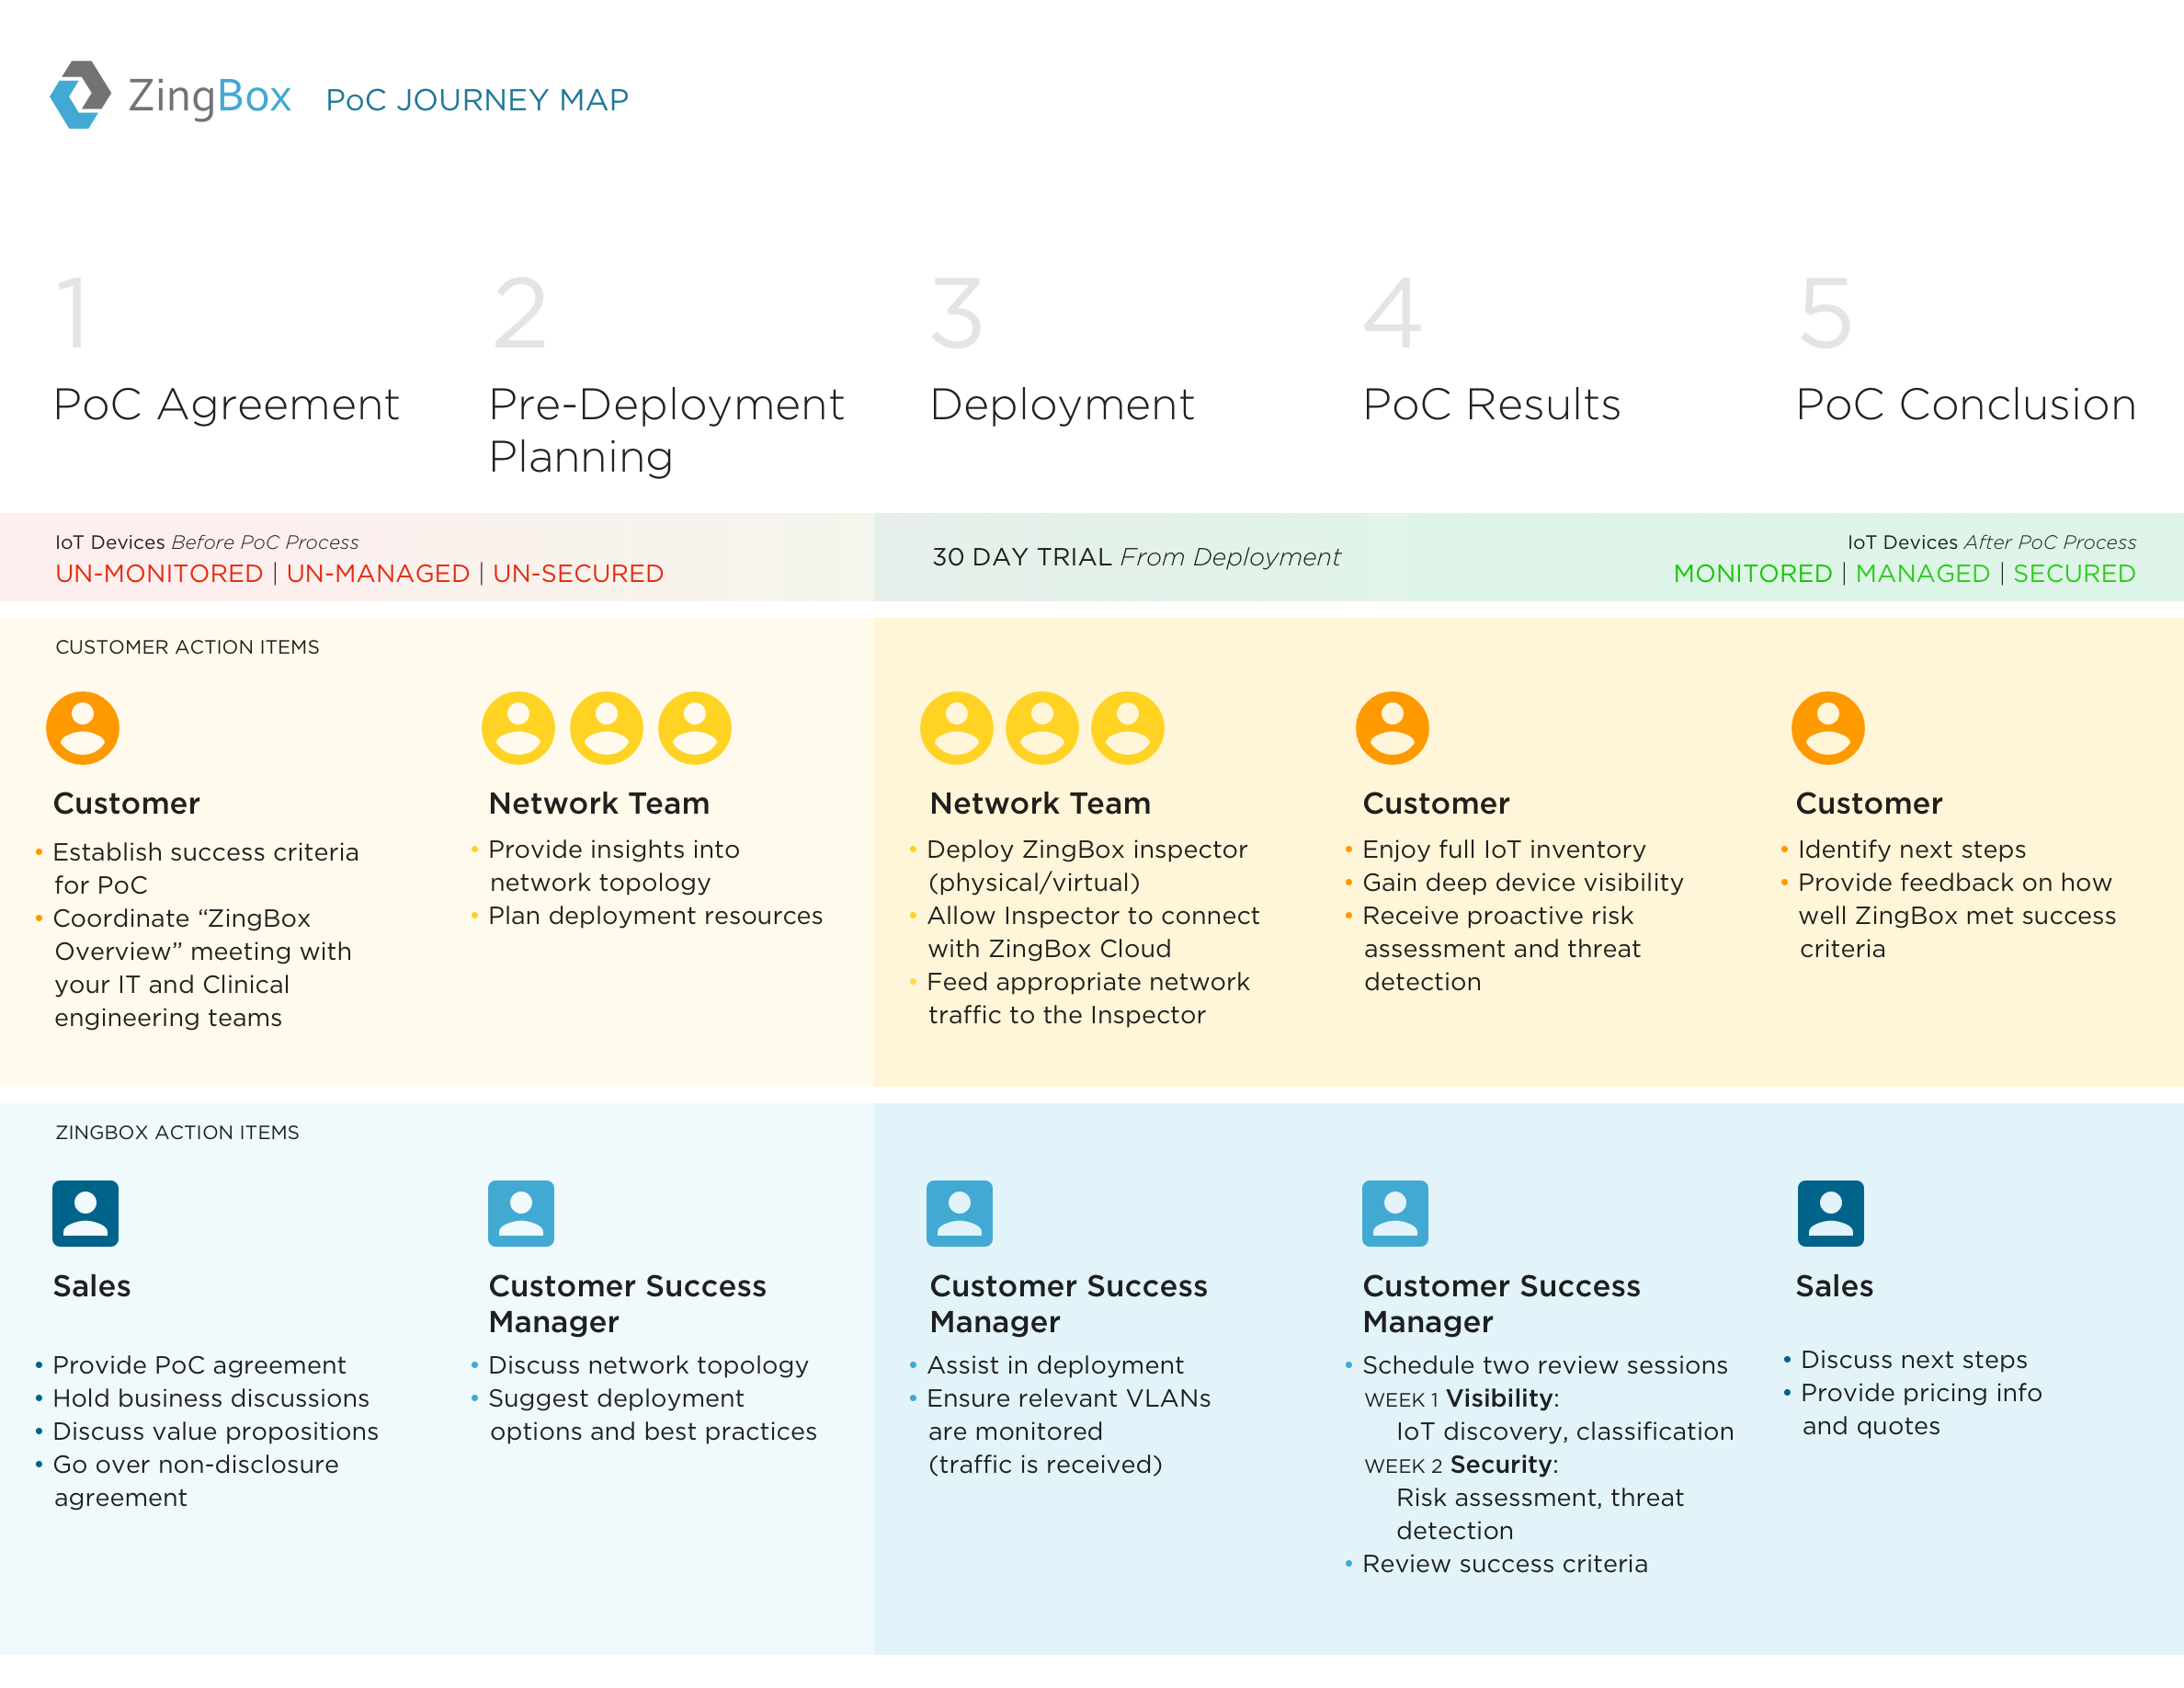 ZingBox PoC JOURNEY MAP
1
PoC Agreement
2
Pre-Deployment
Planning
3
Deployment
4
PoC Results
5
PoC Conclusion
IoT Devices Before PoC Process
UN-MONITORED | UN-MANAGED | UN-SECURED
30 DAY TRIAL From Deployment
IoT Devices After PoC Process
MONITORED | MANAGED | SECURED
CUSTOMER ACTION ITEMS
Customer
• Establish success criteria
for PoC
• Coordinate “ZingBox
Overview” meeting with
your IT and Clinical
engineering teams
Network Team
• Provide insights into
network topology
• Plan deployment resources
Network Team
• Deploy ZingBox inspector
(physical/virtual)
• Allow Inspector to connect
with ZingBox Cloud
• Feed appropriate network
traffic to the Inspector
Customer
• Enjoy full IoT inventory
• Gain deep device visibility
• Receive proactive risk
assessment and threat
detection
Customer
• Identify next steps
• Provide feedback on how
well ZingBox met success
criteria
ZINGBOX ACTION ITEMS
Sales
• Provide PoC agreement
• Hold business discussions
• Discuss value propositions
• Go over non-disclosure
agreement
Customer Success
Manager
• Discuss network topology
• Suggest deployment
options and best practices
Customer Success
Manager
• Assist in deployment
• Ensure relevant VLANs
are monitored
(traffic is received)
Customer Success
Manager
• Schedule two review sessions
WEEK 1 Visibility:
IoT discovery, classification
WEEK 2 Security:
Risk assessment, threat
detection
• Review success criteria
Sales
• Discuss next steps
• Provide pricing info
and quotes